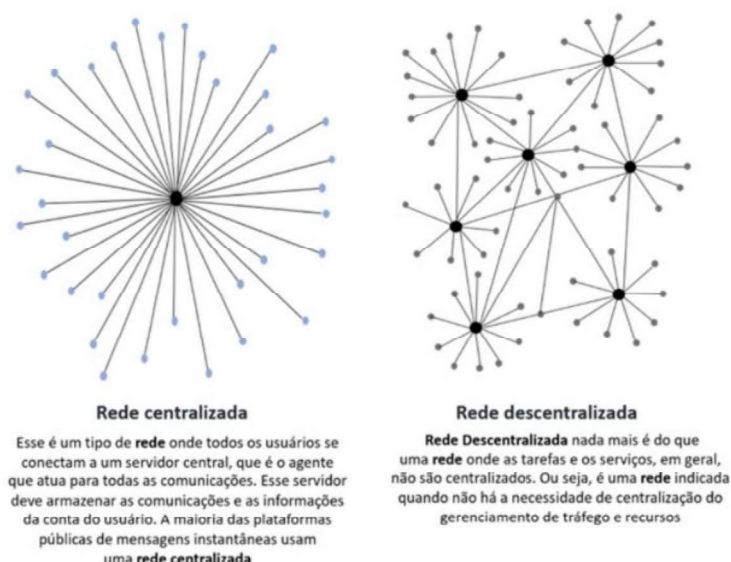 Rede centralizada
Esse é um tipo de rede onde todos os usuários se
conectam a um servidor central, que é o agente
que atua para todas as comunicações. Esse servidor
deve armazenar as comunicações e as informações
da conta do usuário. A maioria das plataformas
públicas de mensagens instantâneas usam
uma rede centralizada
Rede descentralizada
Rede Descentralizada nada mais é do que
uma rede onde as tarefas e os serviços, em geral,
não são centralizados. Ou seja, é uma rede indicada
quando não há a necessidade de centralização do
gerenciamento de tráfego e recursos